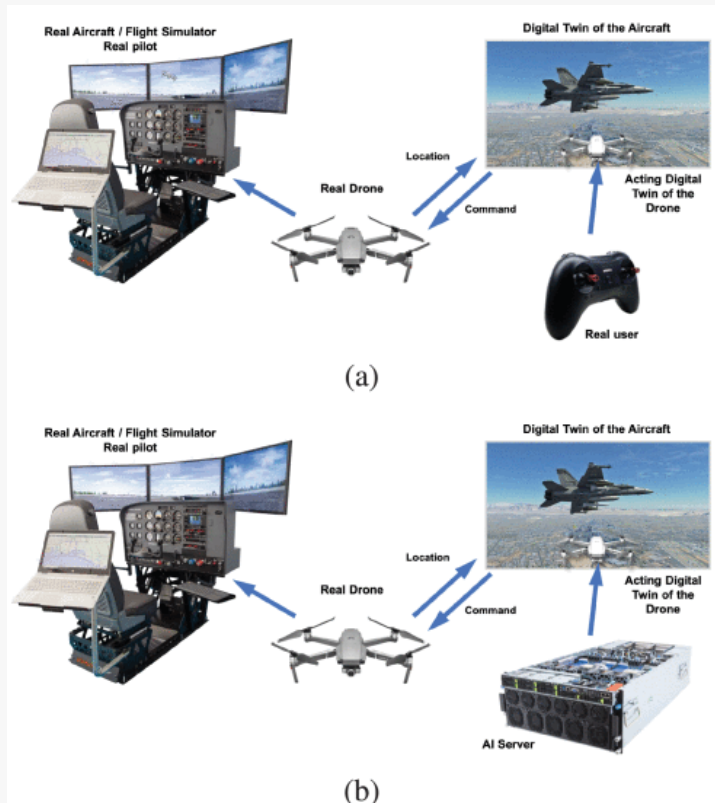 Real Aircraft / Flight Simulator
Real pilot
Digital Twin of the Aircraft
Location
Real Drone
Command
Acting Digital
Twin of the
Drone
Real user
(a)
Real Aircraft / Flight Simulator
Real pilot
Digital Twin of the Aircraft
Location
Real Drone
Command
Acting Digital
Twin of the
Drone
AI Server
(b)